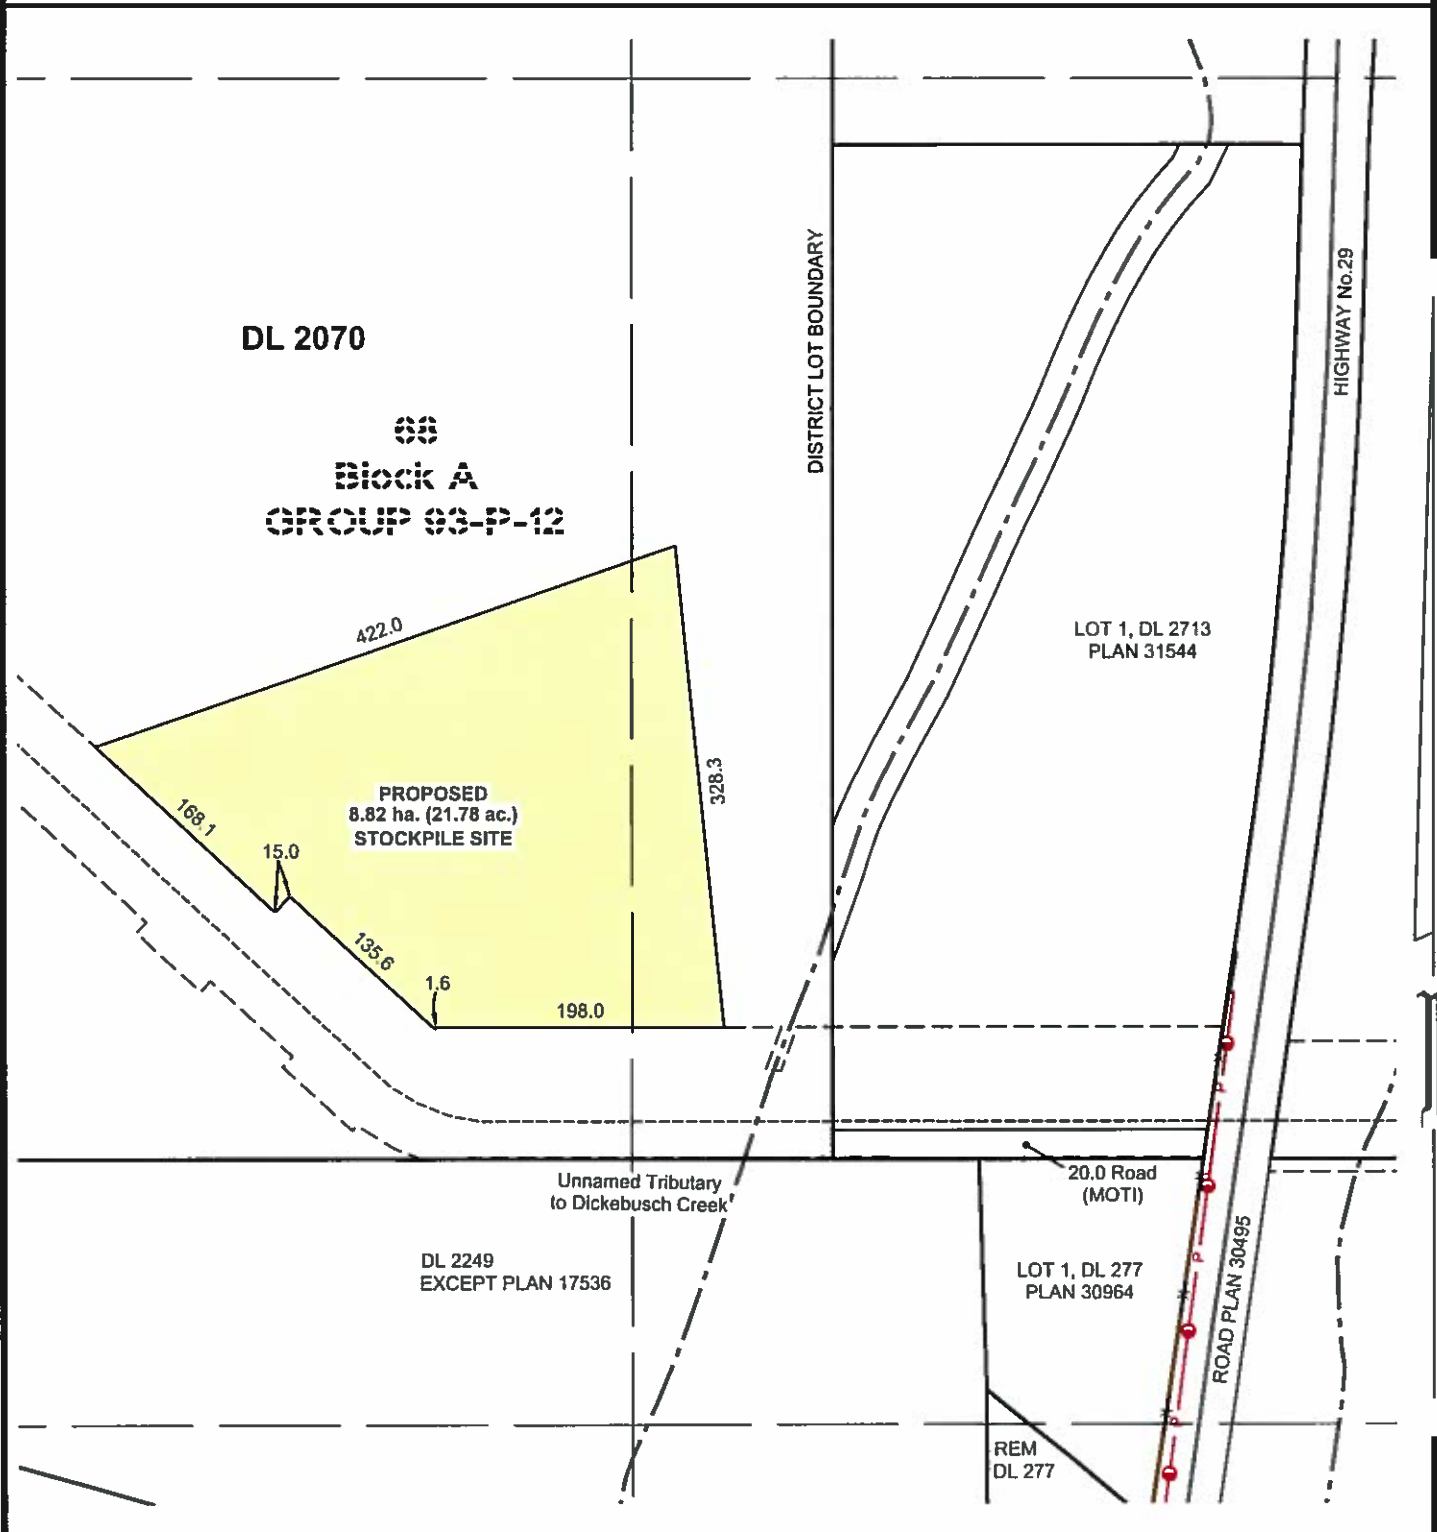 DISTRICT LOT BOUNDARY
HIGHWAY No.29
DL 2070
Block A
GROUP 93-P-12
422.0
LOT 1, DL 2713
PLAN 31544
328.3
PROPOSED
8.82 ha. (21.78 ac.)
STOCKPILE SITE
168.1
15.0
135.6
1.6
198.0
P
Unnamed Tributary
to Dickebusch Creek
20.0 Road
(MOTI)
DL 2249
EXCEPT PLAN 17536
LOT 1, DL 277
PLAN 30964
P
ROAD PLAN 30495
P
REM
DL 277